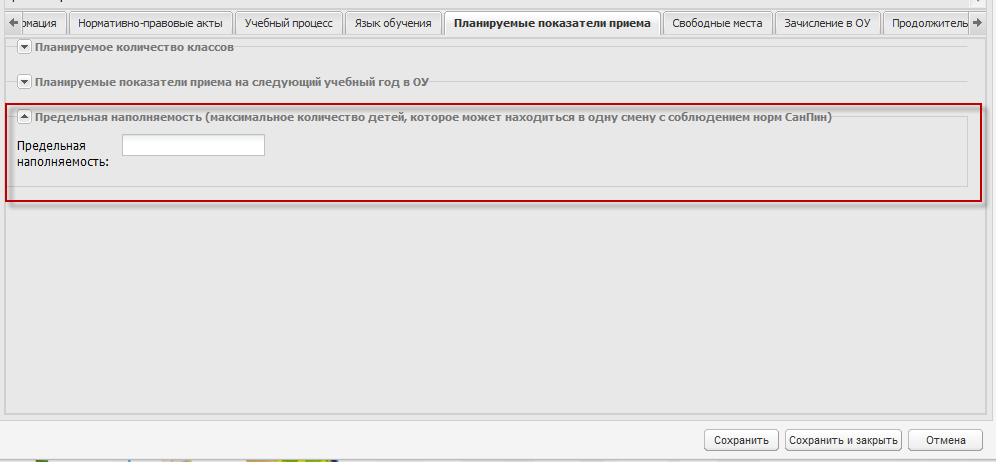 Нормативно-правовые акты Учебный процесс Язык обучения Планируемые показатели приема Свободные места Зачисление в ОУ
Планируемое количество классов
Планируемые показатели приема на следующий учебный год в ОУ
Предельная наполняемость (максимальное количество детей, которое может находиться в одну смену с соблюдением норм СанПин)
Предельная
наполняемость:
Сохранить Сохранить и закрыть Отмена